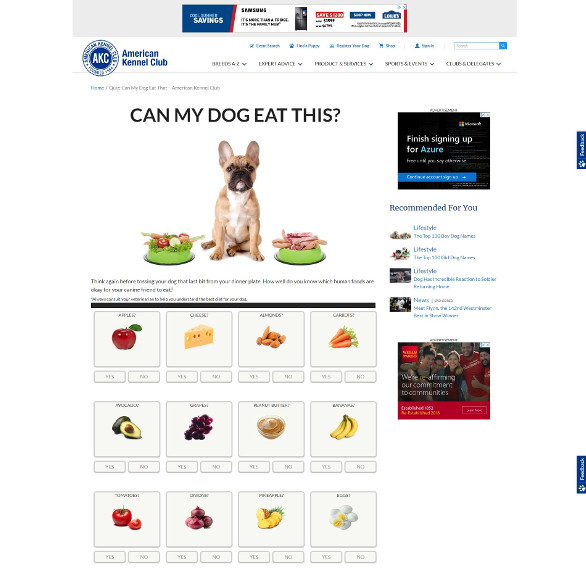 COOL SUMMER
SAVINGS
SAMSUNG
IT'S MORE THAN A FRIDGE.
IT'S THE FAMILY HUB™
SAVE $1200
SHOP NOW
LOWE'S
AMERICAN KENNEL CLUB
AKC
American
Kennel Club
Event Search
Find a Puppy
Register Your Dog
Shop
Sign In
Search
BREEDS A-Z
EXPERT ADVICE
PRODUCT & SERVICES
SPORTS & EVENTS
CLUBS & DELEGATES
Home / Quiz: Can My Dog Eat This – American Kennel Club
CAN MY DOG EAT THIS?
Think again before tossing your dog that last bit from your dinner plate. How well do you know which human foods are
okay for your canine friend to eat?
*Always consult your veterinarian to help you understand the best diet for your dog.
APPLES?
CHEESE?
ALMONDS?
CARROTS?
YES NO YES NO YES NO YES NO
AVOCADO?
GRAPES?
PEANUT BUTTER?
BANANAS?
YES NO YES NO YES NO YES NO
TOMATOES?
ONIONS?
PINEAPPLE?
EGGS?
YES NO YES NO YES NO YES NO
ADVERTISEMENT
Microsoft
Finish signing up
for Azure
Free until you say otherwise
Continue account sign up →
Recommended For You
Lifestyle
The Top 100 Boy Dog Names
Lifestyle
The Top 100 Girl Dog Names
Lifestyle
Dog Has Incredible Reaction to Soldier
Returning Home
News
Meet Flynn, the 142nd Westminster
Best in Show Winner
ADVERTISEMENT
WELLS
FARGO
We're re-affirming
our commitment
to communities
Established 1852
Re-Established 2018
Learn More
Feedback
Feedback